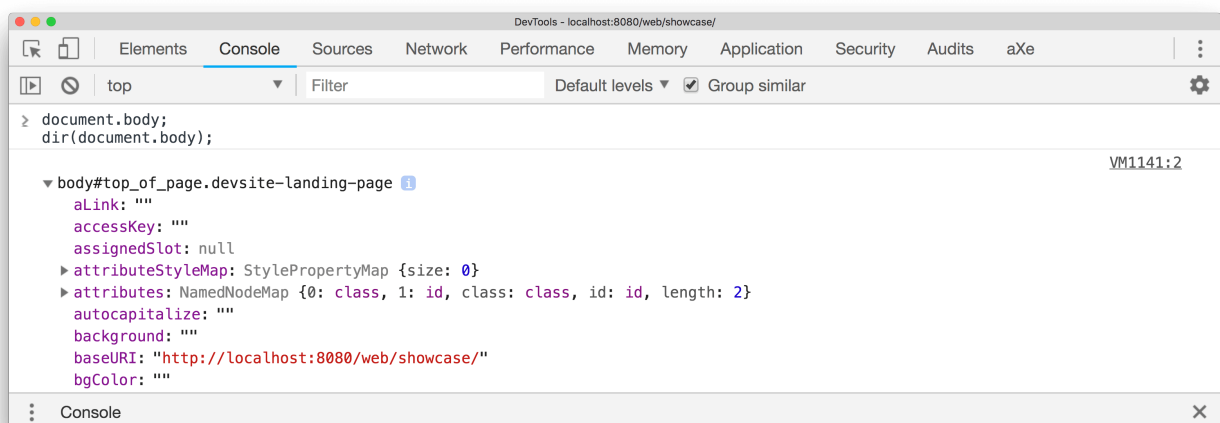 DevTools - localhost:8080/web/showcase/
Elements Console Sources Network Performance Memory Application Security Audits aXe
top Filter Default levels Group similar
document.body;
dir(document.body);
VM1141:2
body#top_of_page.devsite-landing-page i
aLink: ""
accessKey: ""
assignedSlot: null
attributeStyleMap: StylePropertyMap {size: 0}
attributes: NamedNodeMap {0: class, 1: id, class: class, id: id, length: 2}
autocapitalize: ""
background: ""
baseURI: "http://localhost:8080/web/showcase/"
bgColor: ""
Console